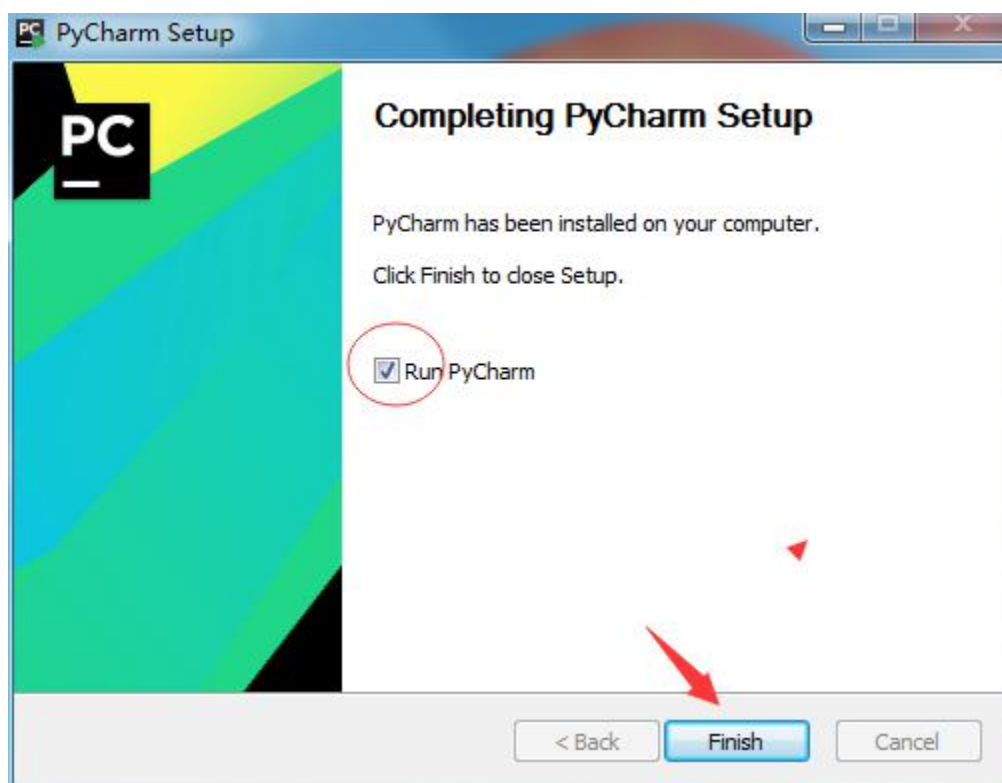 PyCharm Setup
PC
Completing PyCharm Setup
PyCharm has been installed on your computer.
Click Finish to close Setup.
Run PyCharm
< Back
Finish
Cancel